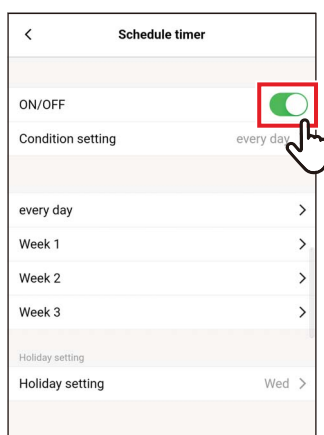 Schedule timer
ON/OFF
Condition setting every day
every day
Week 1
Week 2
Week 3
Holiday setting
Holiday setting Wed